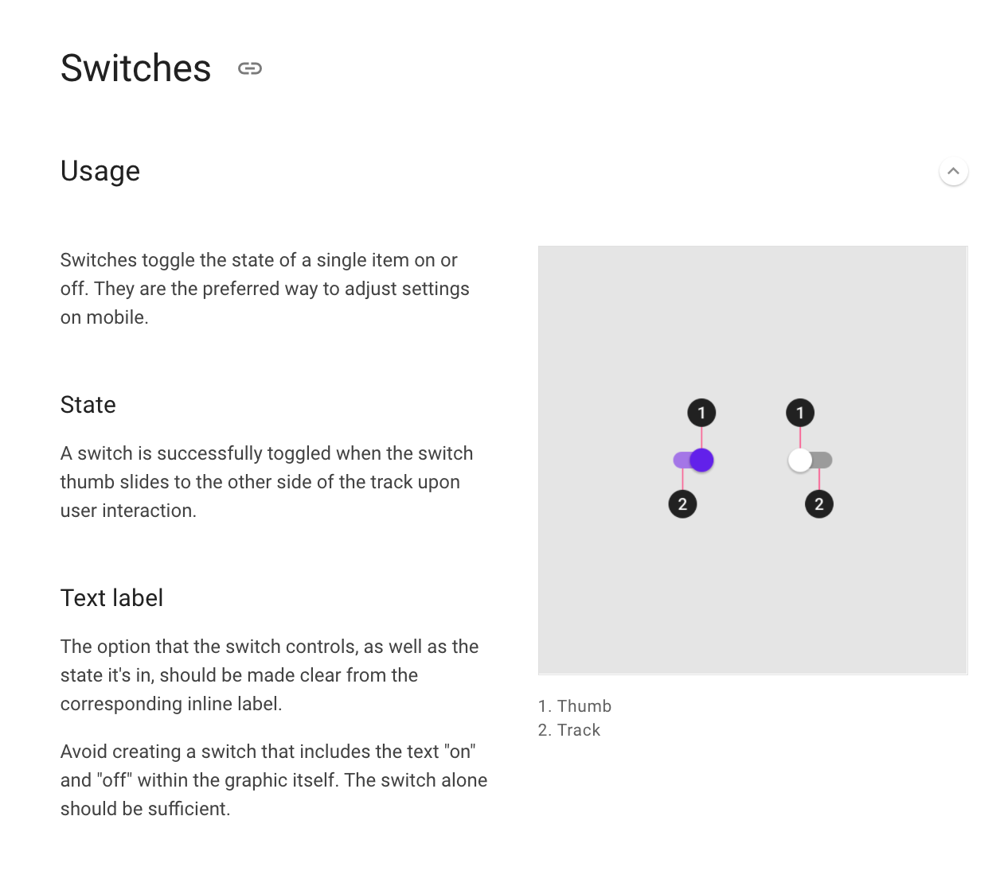 Switches
Usage
Switches toggle the state of a single item on or
off. They are the preferred way to adjust settings
on mobile.
State
A switch is successfully toggled when the switch
thumb slides to the other side of the track upon
user interaction.
Text label
The option that the switch controls, as well as the
state it's in, should be made clear from the
corresponding inline label.
Avoid creating a switch that includes the text "on"
and "off" within the graphic itself. The switch alone
should be sufficient.
1 1
2 2
1. Thumb
2. Track